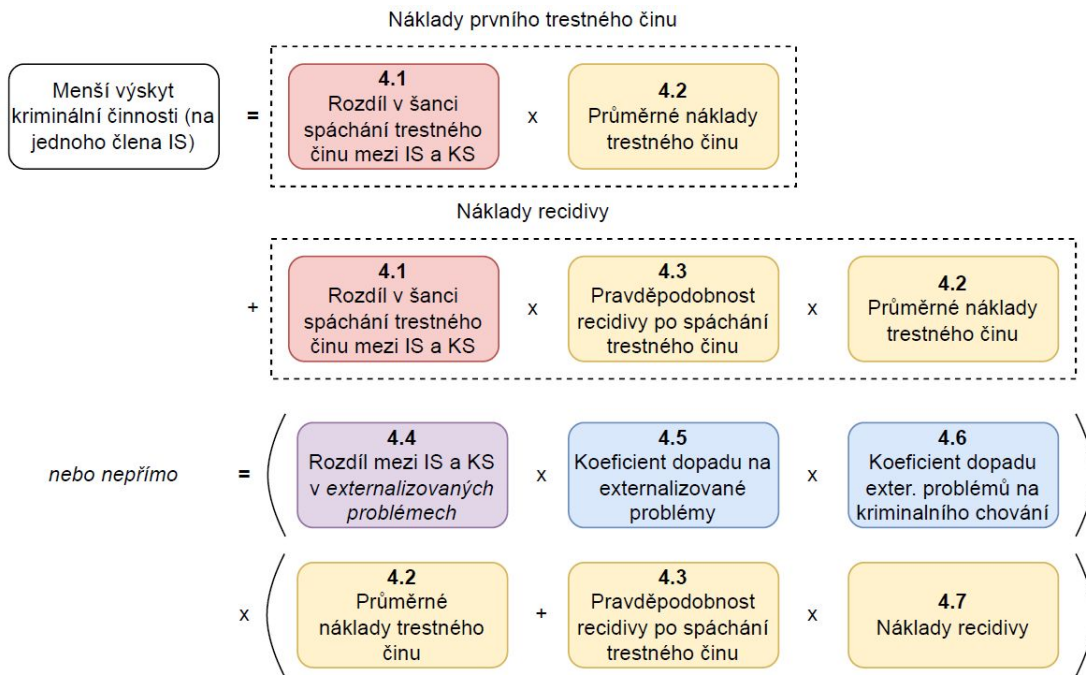 Náklady prvního trestného činu
Menší výskyt
kriminální činnosti (na
jednoho člena IS)
=
4.1
Rozdíl v šanci
spáchání trestného
činu mezi IS a KS
x
4.2
Průměrné náklady
trestného činu
Náklady recidivy
+
4.1
Rozdíl v šanci
spáchání trestného
činu mezi IS a KS
x
4.3
Pravděpodobnost
recidivy po spáchání
trestného činu
x
4.2
Průměrné náklady
trestného činu
nebo nepřímo
=
4.4
Rozdíl mezi IS a KS
v externalizovaných
problémech
x
4.5
Koeficient dopadu na
externalizované
problémy
x
4.6
Koeficient dopadu
exter. problémů na
kriminalního chování
x
4.2
Průměrné
náklady trestného
činu
+
4.3
Pravděpodobnost
recidivy po spáchání
trestného činu
x
4.7
Náklady recidivy